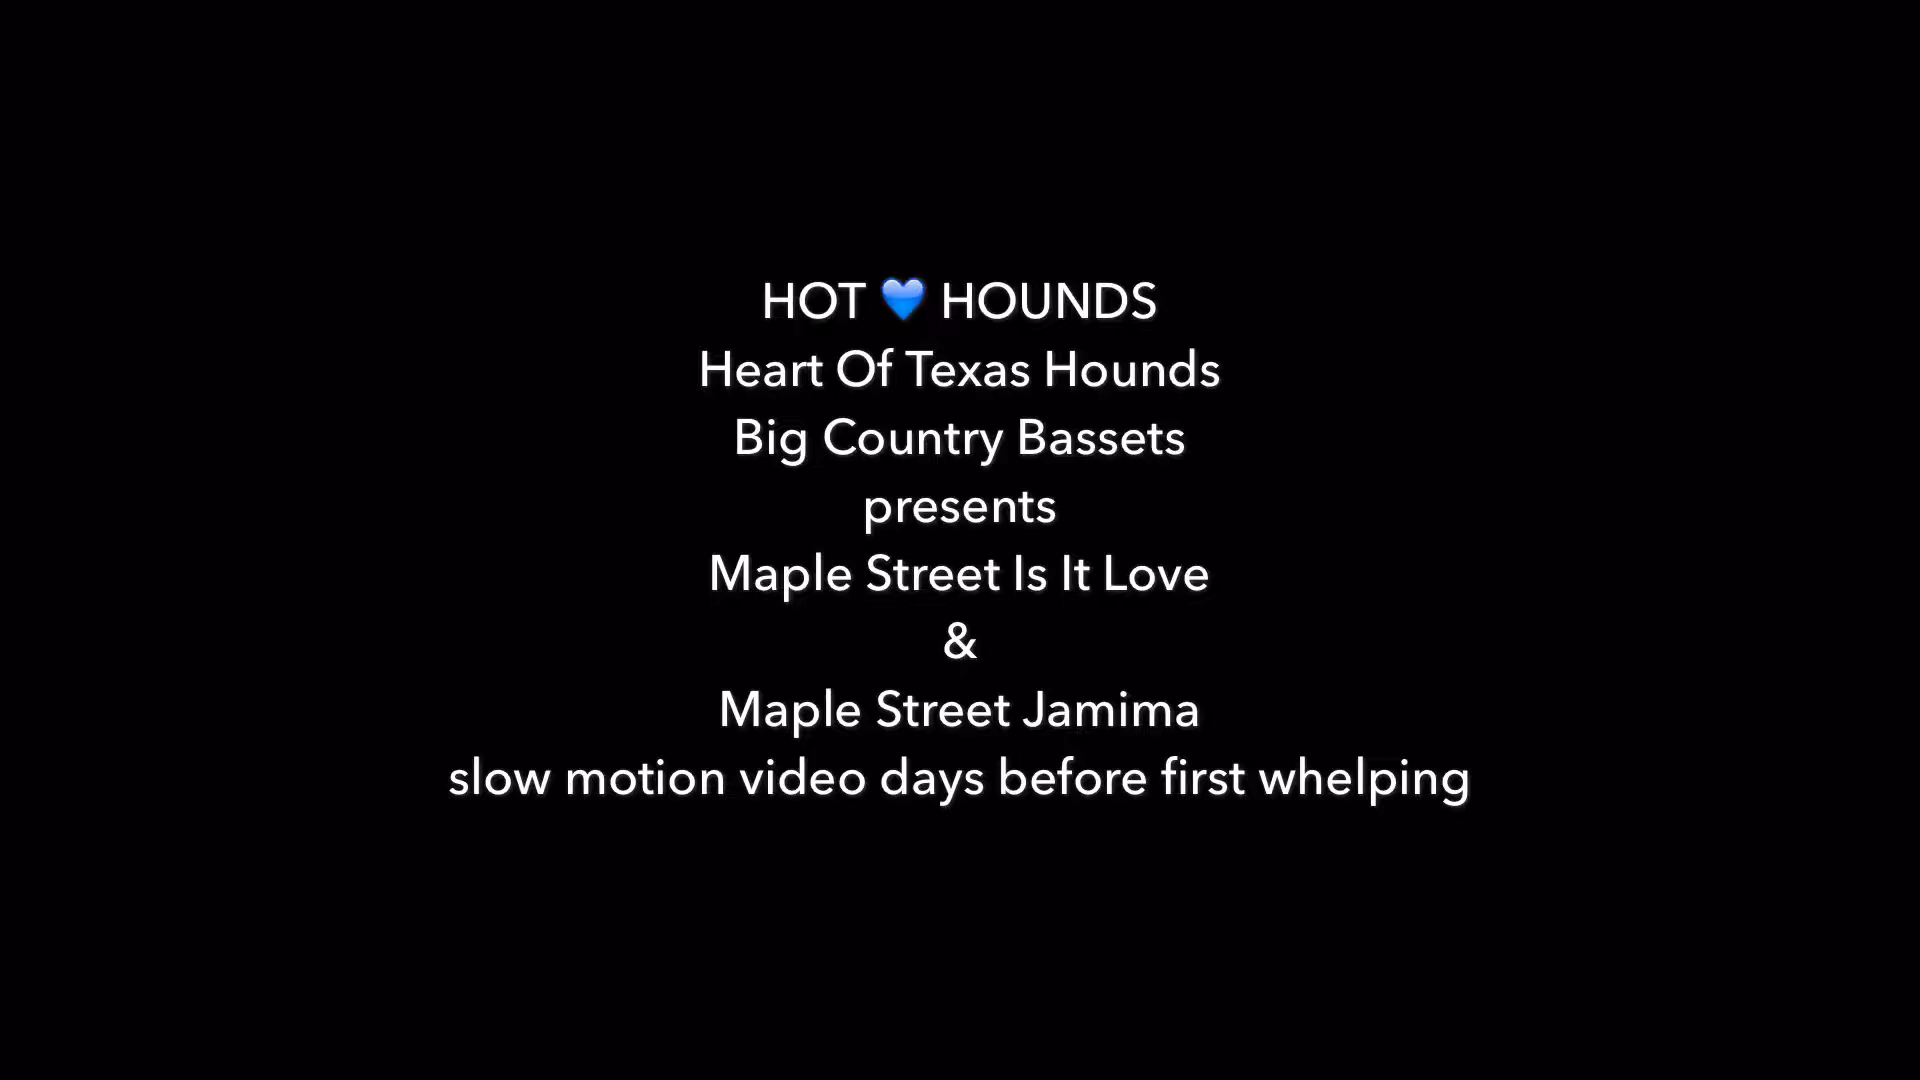 HOT 💙 HOUNDS
Heart Of Texas Hounds
Big Country Bassets
presents
Maple Street Is It Love
&
Maple Street Jamima
slow motion video days before first whelping